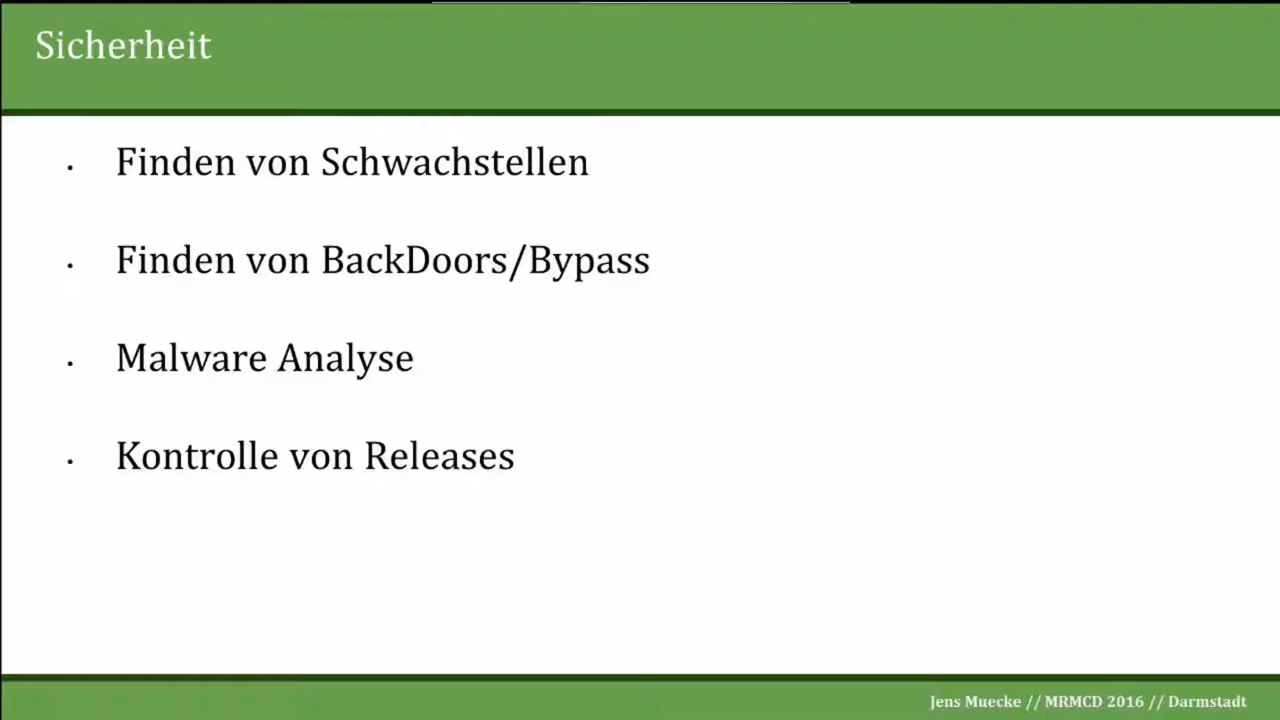 Sicherheit
· Finden von Schwachstellen
· Finden von BackDoors/Bypass
· Malware Analyse
· Kontrolle von Releases
Jens Muecke // MRMCD 2016 // Darmstadt